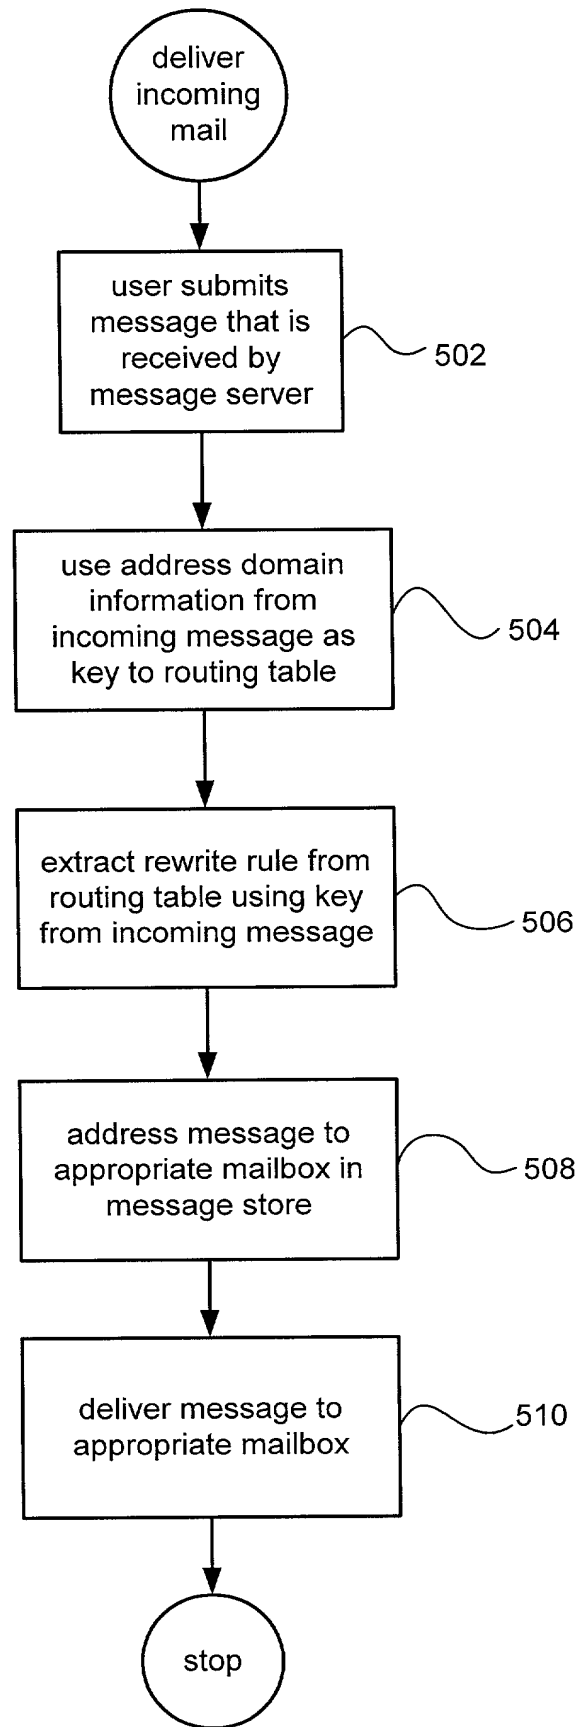 deliver
incoming
mail
user submits
message that is
received by
message server
502
use address domain
information from
incoming message as
key to routing table
504
extract rewrite rule from
routing table using key
from incoming message
506
address message to
appropriate mailbox in
message store
508
deliver message to
appropriate mailbox
510
stop